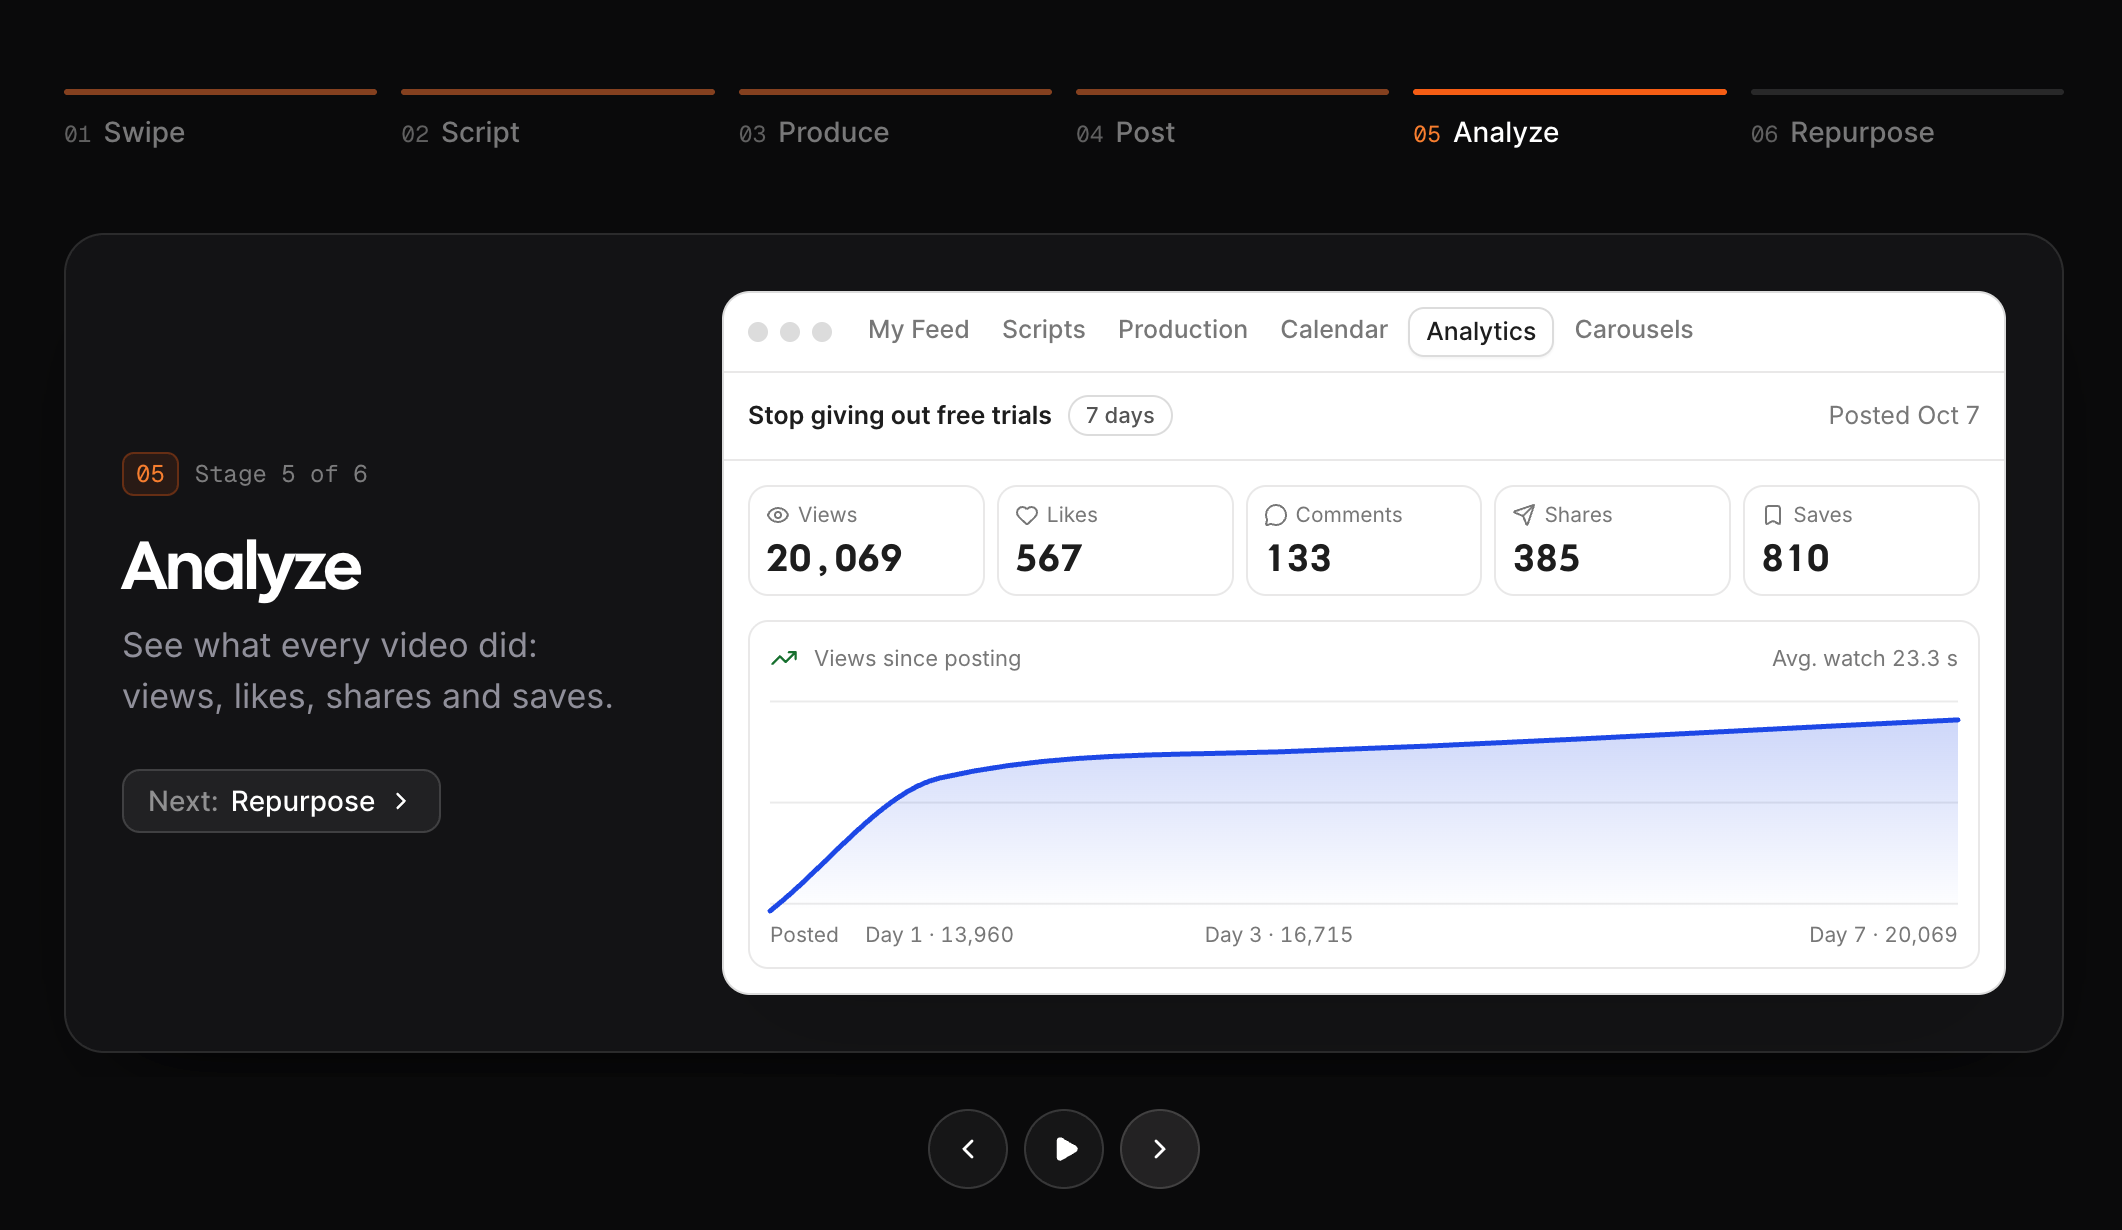 01 Swipe
02 Script
03 Produce
04 Post
05 Analyze
06 Repurpose
05 Stage 5 of 6
Analyze
See what every video did:
views, likes, shares and saves.
Next: Repurpose
My Feed Scripts Production Calendar Analytics Carousels
Stop giving out free trials 7 days Posted Oct 7
Views
20,069
Likes
567
Comments
133
Shares
385
Saves
810
Views since posting Avg. watch 23.3 s
Posted Day 1 · 13,960 Day 3 · 16,715 Day 7 · 20,069